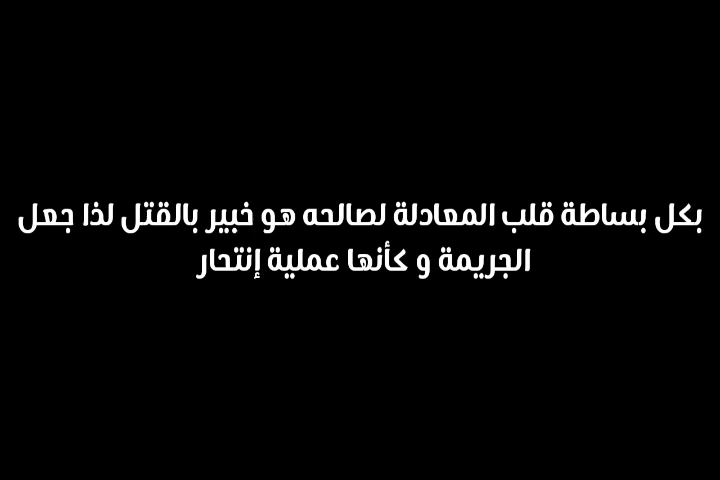 بكل بساطة قلب المعادلة لصالحه هو خبير بالقتل لذا جعل
الجريمة و كأنها عملية إنتحار